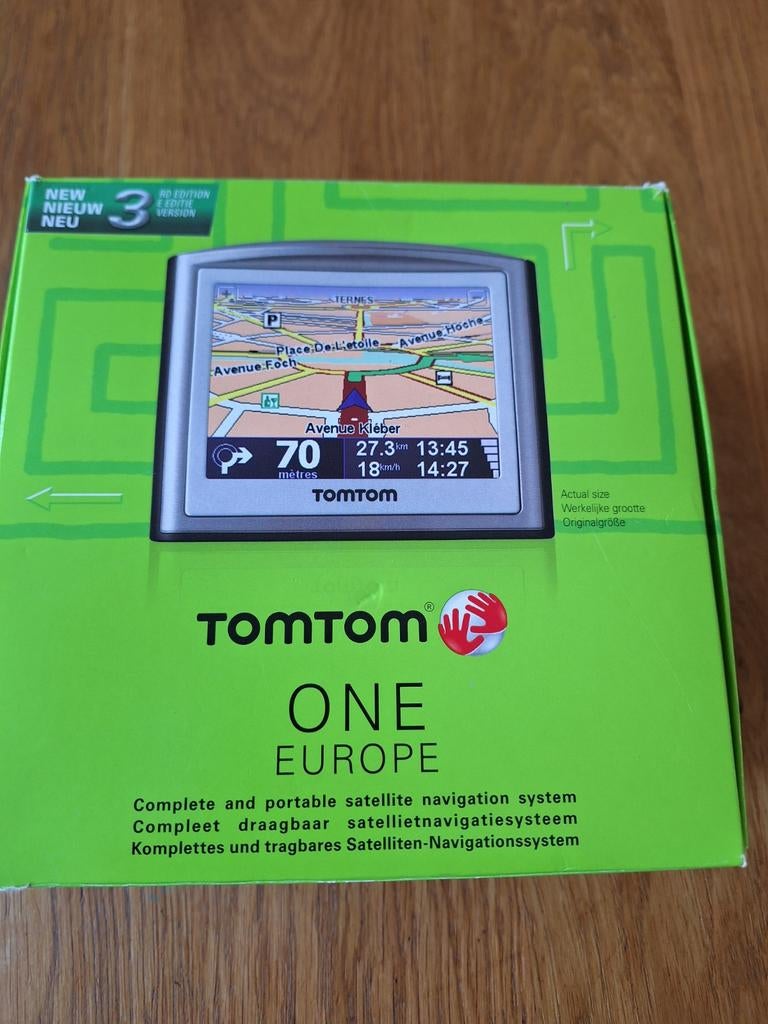 NEW
NIEUW
NEU
3
RD EDITION
E EDITIE
VERSION
TERNES
P
Place De L'etoile
Avenue Hoche
Avenue Foch
Avenue Kléber
70
mètres
27.3km 13:45
18km/h 14:27
TOMTOM
Actual size
Werkelijke grootte
Originalgröße
TOMTOM®
ONE
EUROPE
Complete and portable satellite navigation system
Compleet draagbaar satellietnavigatiesysteem
Komplettes und tragbares Satelliten-Navigationssystem